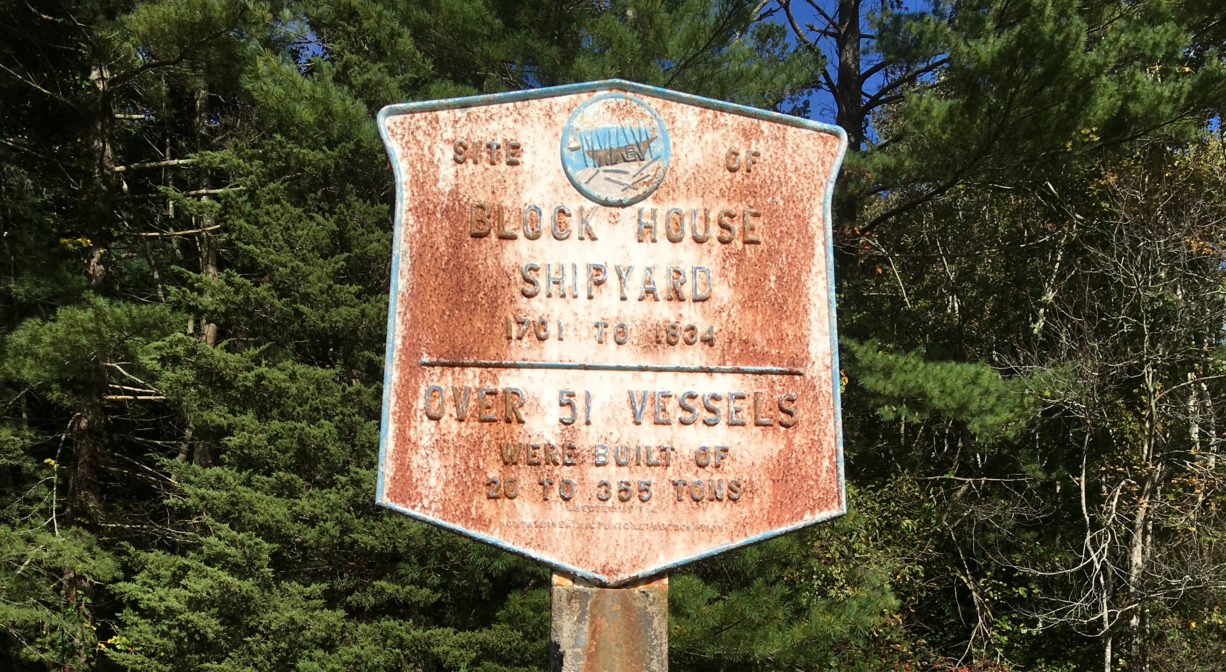 SITE OF
BLOCK HOUSE
SHIPYARD
1701 TO 1834
OVER 51 VESSELS
WERE BUILT OF
20 TO 355 TONS